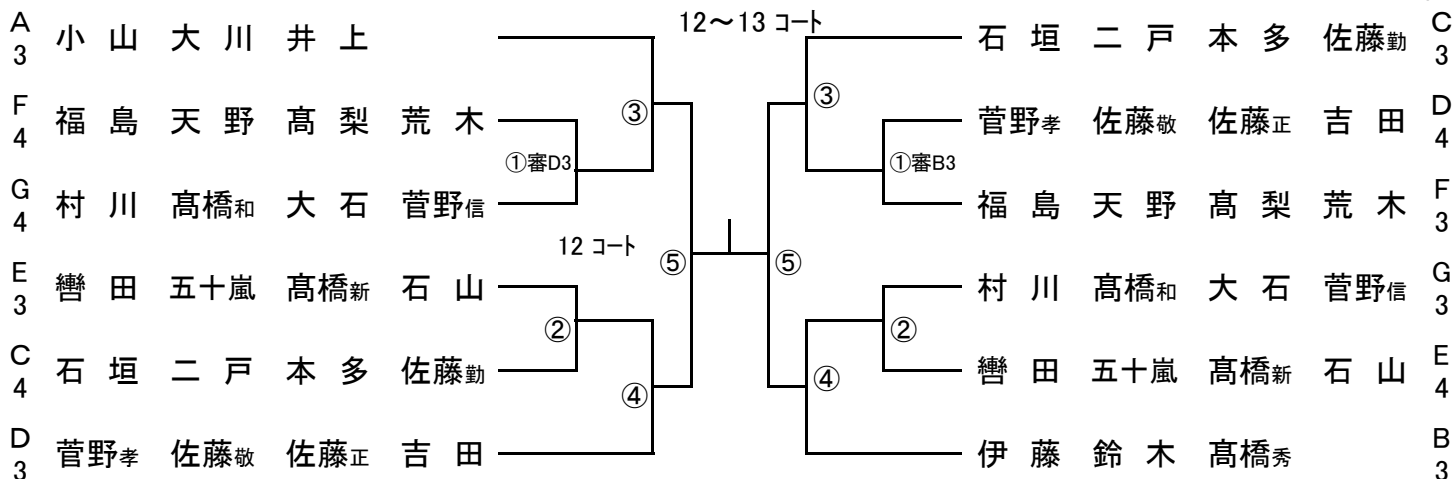 12～13 コート
A 3 小 山 大 川 井 上
F 4 福 島 天 野 髙 梨 荒 木
G 4 村 川 髙橋和 大 石 菅野信
E 3 轡 田 五十嵐 髙橋新 石 山
C 4 石 垣 二 戸 本 多 佐藤勤
D 3 菅野孝 佐藤敬 佐藤正 吉 田
③
①審D3
12 コート
⑤
②
④
石 垣 二 戸 本 多 佐藤勤 C 3
菅野孝 佐藤敬 佐藤正 吉 田 D 4
福 島 天 野 髙 梨 荒 木 F 3
村 川 髙橋和 大 石 菅野信 G 3
轡 田 五十嵐 髙橋新 石 山 E 4
伊 藤 鈴 木 髙橋秀 B 3
③
①審B3
⑤
②
④